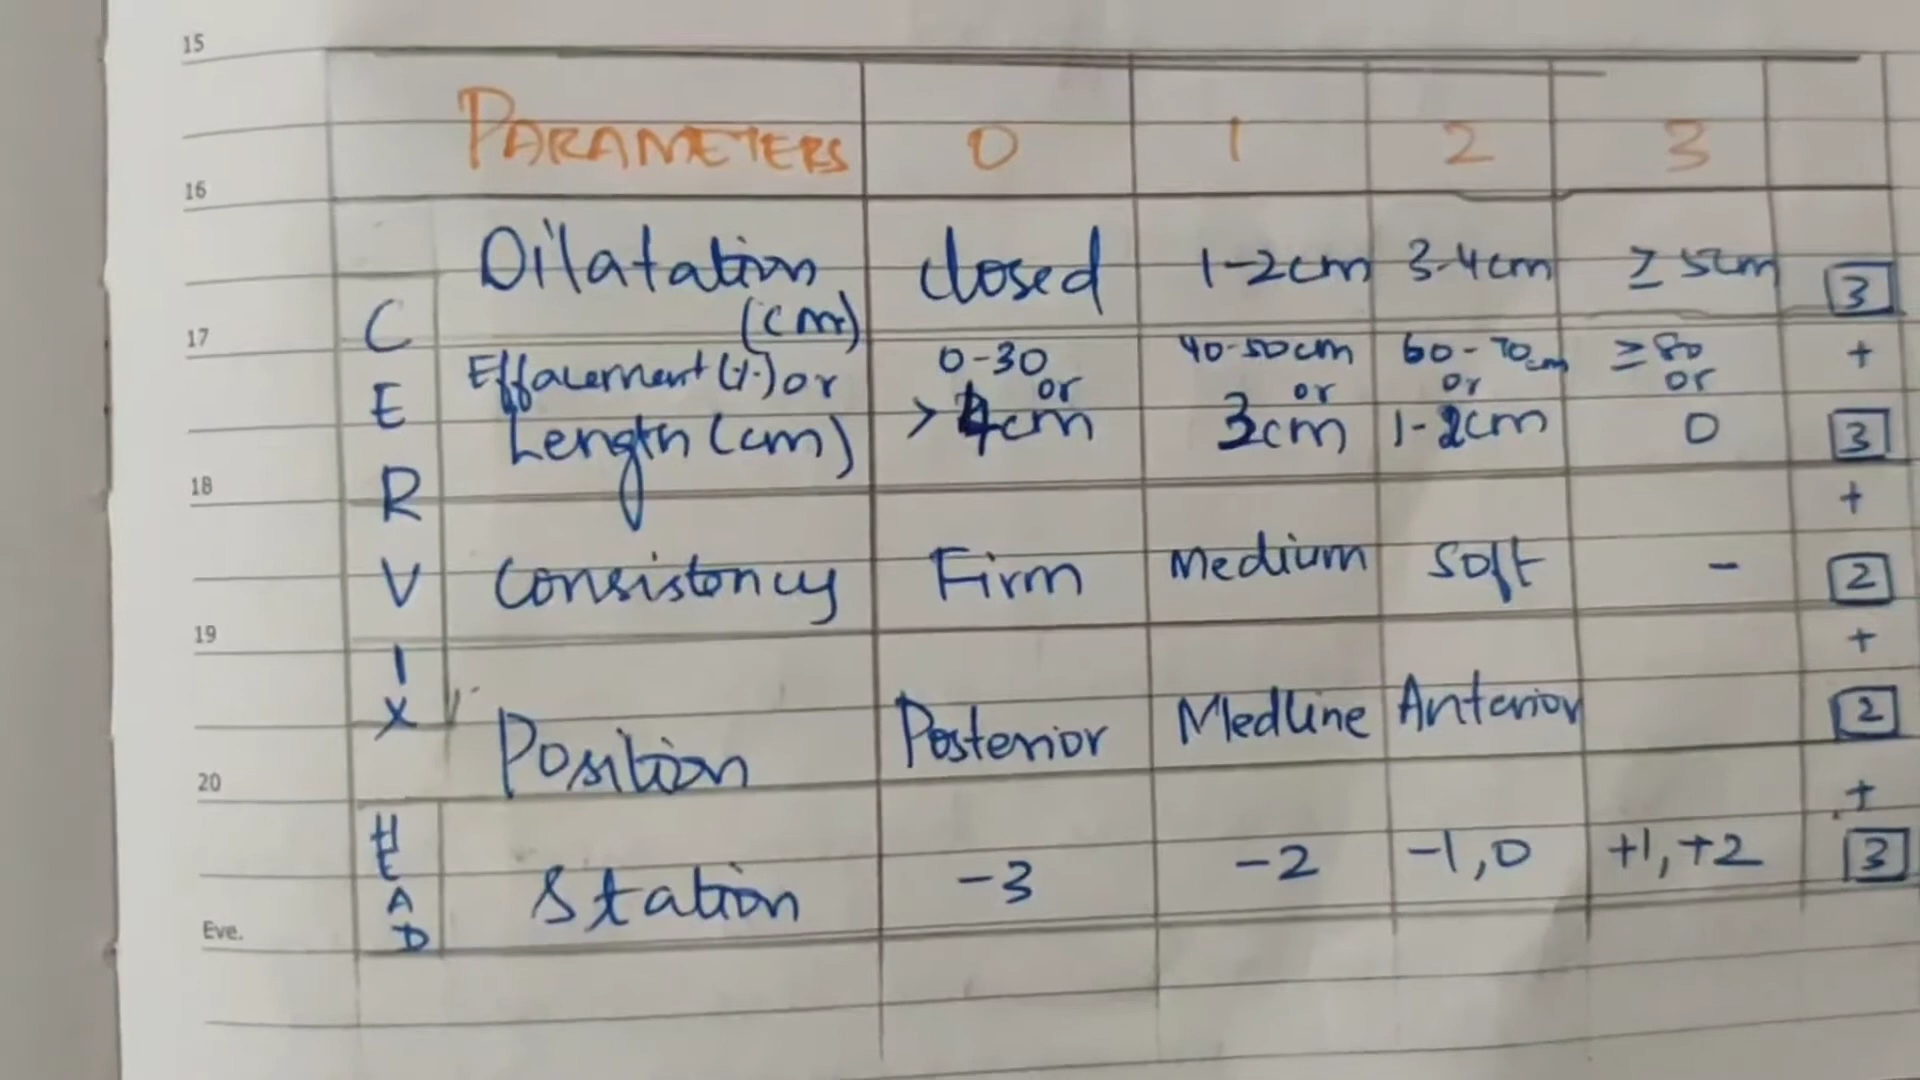 15
PARAMETERS 0 1 2 3
16
Dilatation closed 1-2cm 3-4cm ≥ 5cm 3
(cm)
17
Effacement (%) or 0-30 40-50cm 60-70cm ≥ 80 +
or or or or
Length (cm) > 4cm 3cm 1-2cm 0 3
18
+
Consistency Firm Medium Soft - 2
19
+
Position Posterior Medline Anterior 2
20
+
Station -3 -2 -1,0 +1,+2 3
Eve.
C
E
R
V
I
X
H
E
A
D